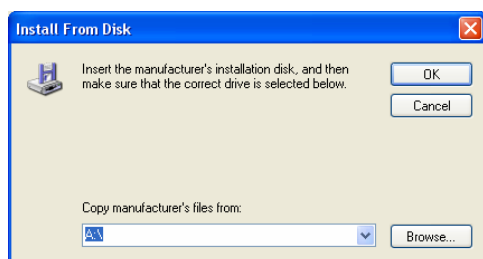 Install From Disk
Insert the manufacturer's installation disk, and then
make sure that the correct drive is selected below.
OK
Cancel
Copy manufacturer's files from:
A:\
Browse...